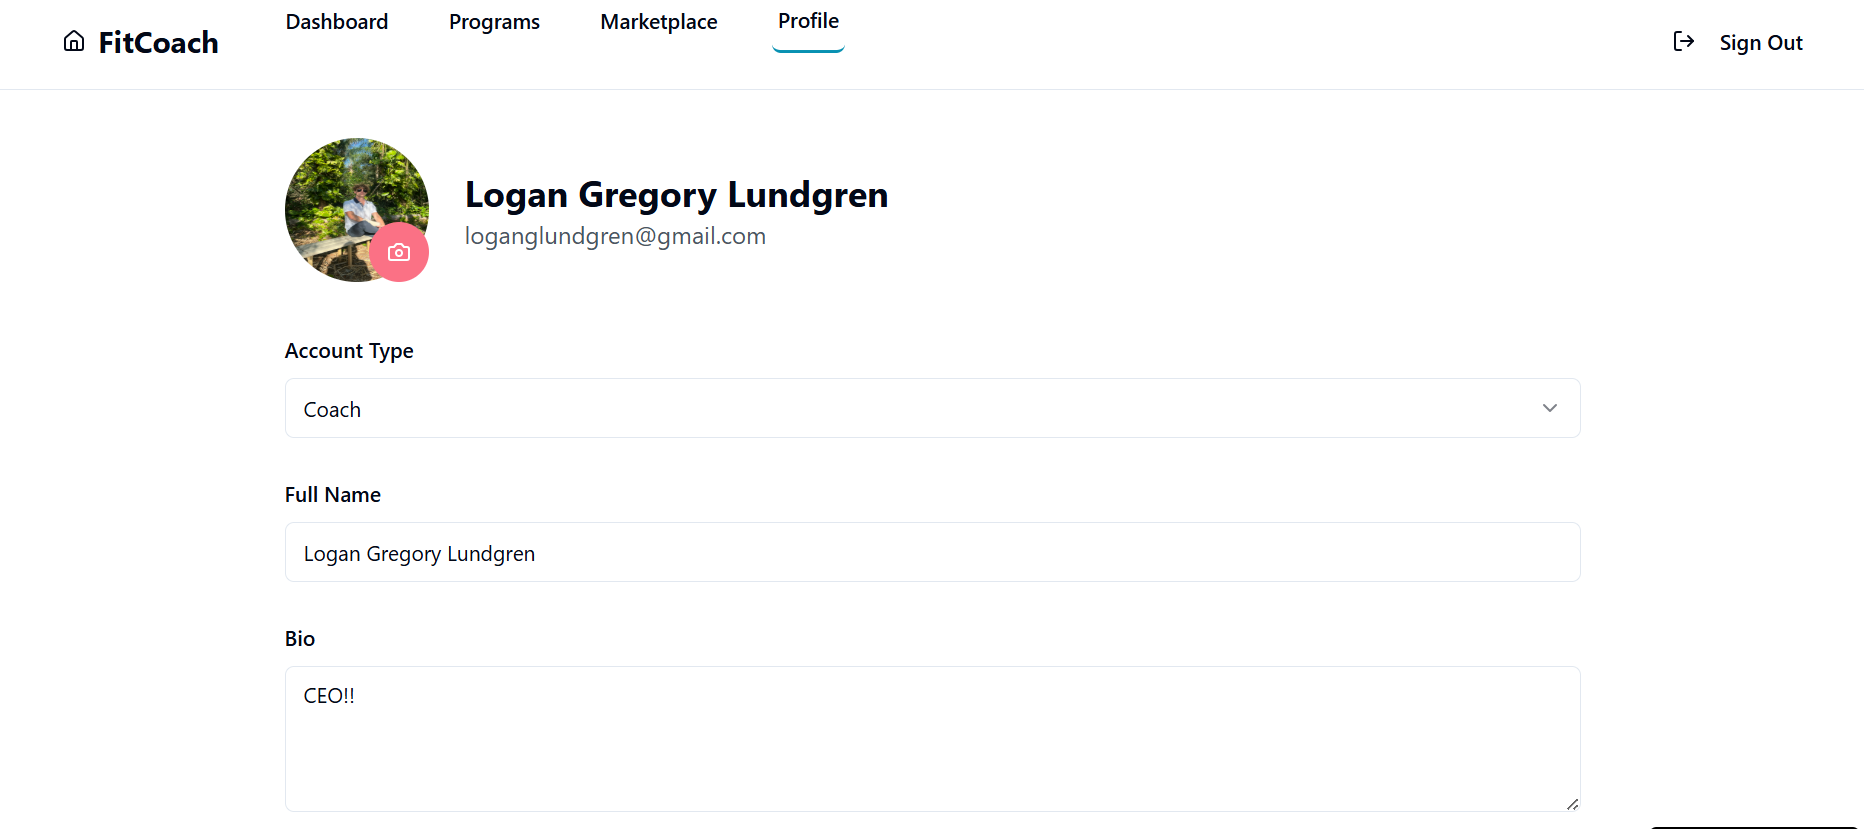 FitCoach
Dashboard
Programs
Marketplace
Profile
Sign Out
Logan Gregory Lundgren
loganglundgren@gmail.com
Account Type
Coach
Full Name
Logan Gregory Lundgren
Bio
CEO!!